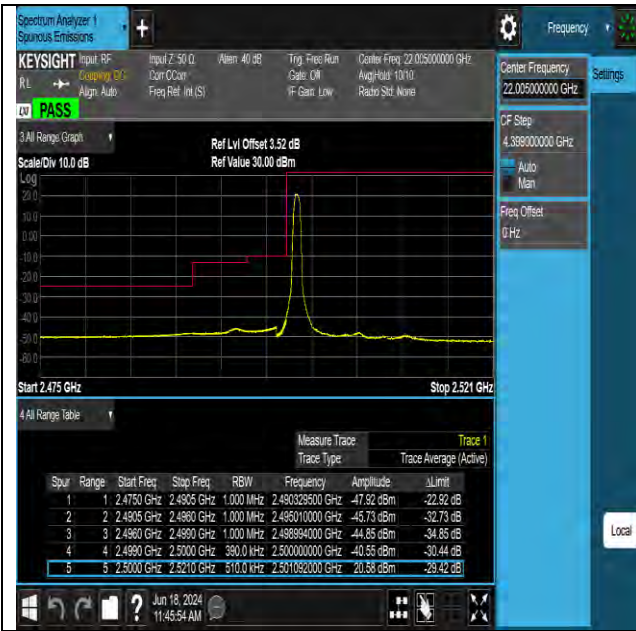 Spectrum Analyzer 1
Spurious Emissions
Frequency
KEYSIGHT Input: RF Input Z: 50 Ω Atten: 40 dB Trig: Free Run Center Freq: 22.005000000 GHz
RL Coupling: DC Corr CCorr Gate: Off Avg|Hold: 10/10
Align: Auto Freq Ref: Int (S) IF Gain: Low Radio Std: None
PASS
Center Frequency
22.005000000 GHz
Settings
CF Step
4.399000000 GHz
Auto
Man
Freq Offset
0 Hz
3 All Range Graph
Ref Lvl Offset 3.52 dB
Scale/Div 10.0 dB Ref Value 30.00 dBm
Log
20.0
10.0
0.00
-10.0
-20.0
-30.0
-40.0
-50.0
-60.0
Start 2.475 GHz Stop 2.521 GHz
4 All Range Table
Measure Trace Trace 1
Trace Type Trace Average (Active)
Spur Range Start Freq Stop Freq RBW Frequency Amplitude ΔLimit
1 1 2.4750 GHz 2.4905 GHz 1.000 MHz 2.490329500 GHz -47.92 dBm -22.92 dB
2 2 2.4905 GHz 2.4960 GHz 1.000 MHz 2.495010000 GHz -45.73 dBm -32.73 dB
3 3 2.4960 GHz 2.4990 GHz 1.000 MHz 2.498994000 GHz -44.85 dBm -34.85 dB
4 4 2.4990 GHz 2.5000 GHz 390.0 kHz 2.500000000 GHz -40.55 dBm -30.44 dB
5 5 2.5000 GHz 2.5210 GHz 510.0 kHz 2.501092000 GHz 20.58 dBm -29.42 dB
Local
Jun 18, 2024
11:45:54 AM